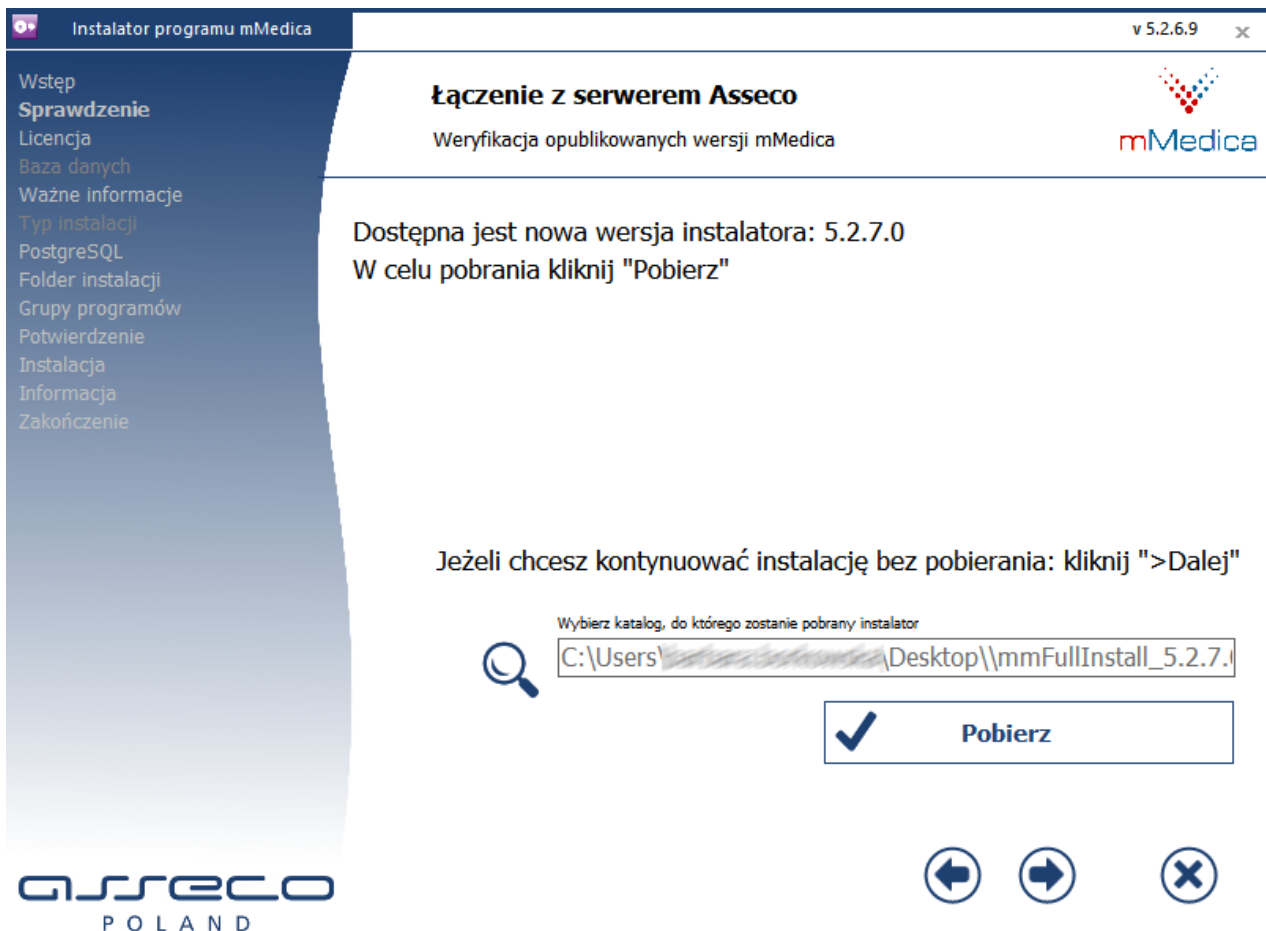 Instalator programu mMedica
v 5.2.6.9
Wstęp
Sprawdzenie
Licencja
Baza danych
Ważne informacje
Typ instalacji
PostgreSQL
Folder instalacji
Grupy programów
Potwierdzenie
Instalacja
Informacja
Zakończenie
Łączenie z serwerem Asseco
Weryfikacja opublikowanych wersji mMedica
mMedica
Dostępna jest nowa wersja instalatora: 5.2.7.0
W celu pobrania kliknij "Pobierz"
Jeżeli chcesz kontynuować instalację bez pobierania: kliknij ">Dalej"
Wybierz katalog, do którego zostanie pobrany instalator
C:\Users\ \Desktop\\mmFullInstall_5.2.7.
Pobierz
asseco
POLAND